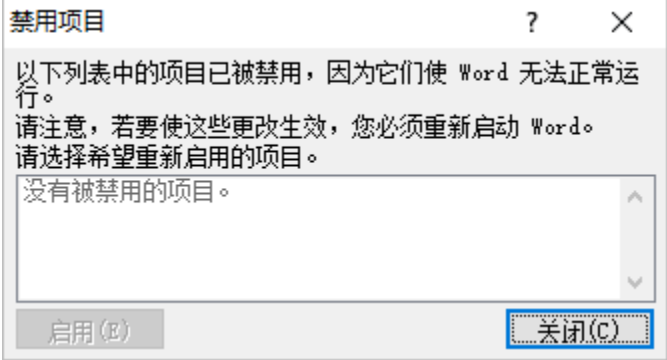 禁用项目
以下列表中的项目已被禁用，因为它们使 Word 无法正常运
行。
请注意，若要使这些更改生效，您必须重新启动 Word。
请选择希望重新启用的项目。
没有被禁用的项目。
启用(E)
关闭(C)